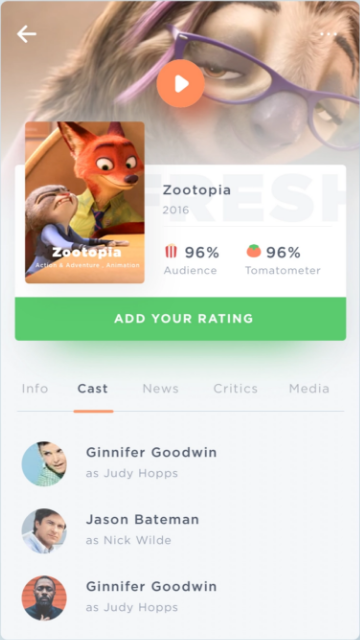 FRESH
Zootopia
2016
96%
96%
Audience
Tomatometer
Zootopia
Action & Adventure , Animation
ADD YOUR RATING
Info
Cast
News
Critics
Media
Ginnifer Goodwin
as Judy Hopps
Jason Bateman
as Nick Wilde
Ginnifer Goodwin
as Judy Hopps